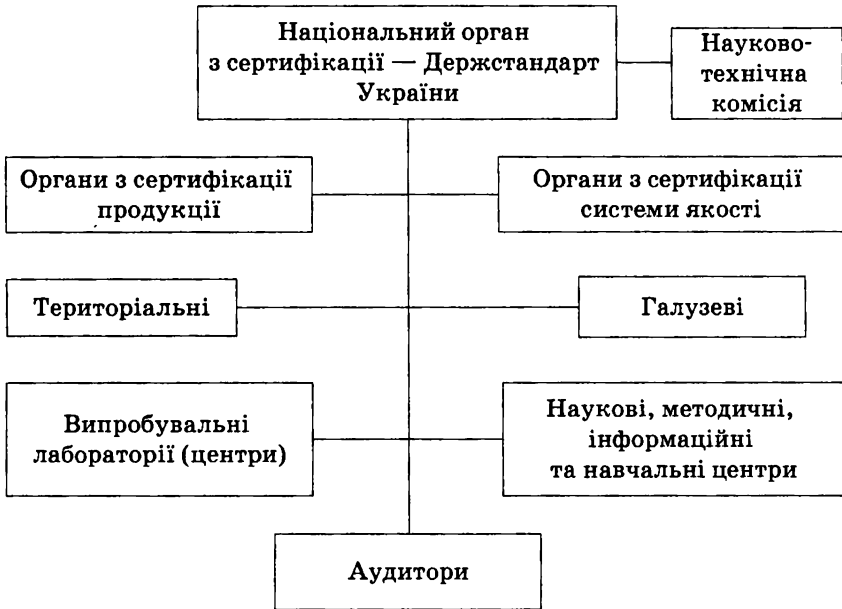 Національний орган
з сертифікації — Держстандарт
України
Науково-
технічна
комісія
Органи з сертифікації
продукції
Органи з сертифікації
системи якості
Територіальні
Галузеві
Випробувальні
лабораторії (центри)
Наукові, методичні,
інформаційні
та навчальні центри
Аудитори